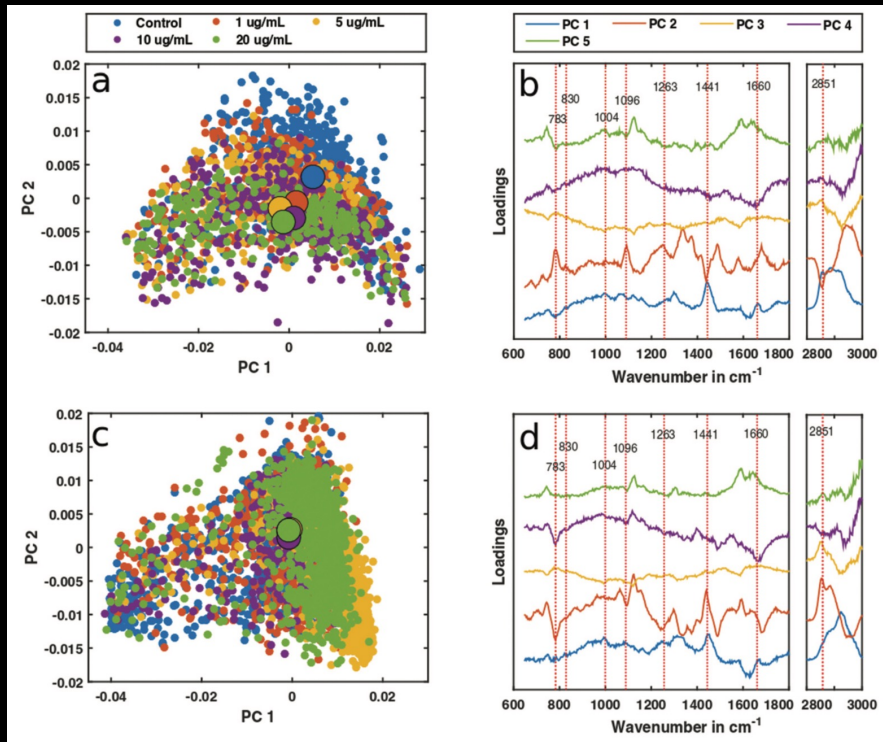 Control 1 ug/mL 5 ug/mL
10 ug/mL 20 ug/mL
PC 1 PC 2 PC 3 PC 4
PC 5
a
0.02
0.015
0.01
0.005
0
-0.005
-0.01
-0.015
-0.02
PC 2
-0.04 -0.02 0 0.02
PC 1
b
783 830 1004 1096 1263 1441 1660 2851
Loadings
600 800 1000 1200 1400 1600 1800 2800 3000
Wavenumber in cm-1
c
0.02
0.015
0.01
0.005
0
-0.005
-0.01
-0.015
-0.02
PC 2
-0.04 -0.02 0 0.02
PC 1
d
783 830 1004 1096 1263 1441 1660 2851
Loadings
600 800 1000 1200 1400 1600 1800 2800 3000
Wavenumber in cm-1